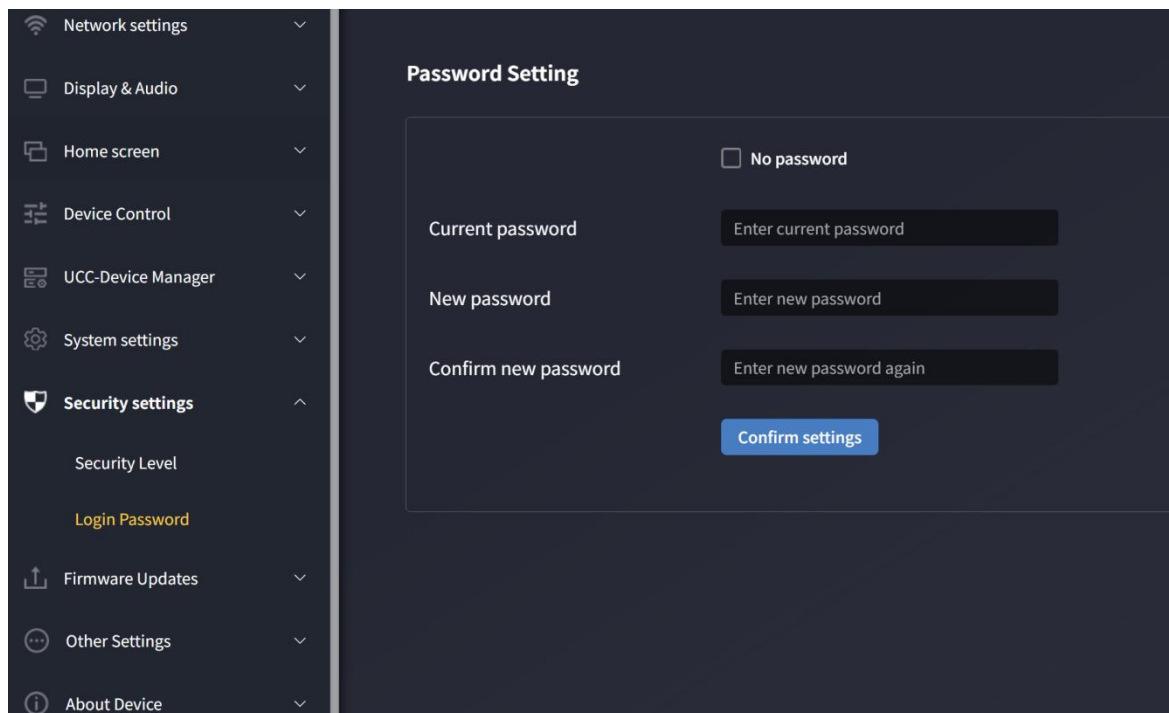 Network settings
Display & Audio
Home screen
Device Control
UCC-Device Manager
System settings
Security settings
Security Level
Login Password
Firmware Updates
Other Settings
About Device
Password Setting
No password
Current password
Enter current password
New password
Enter new password
Confirm new password
Enter new password again
Confirm settings